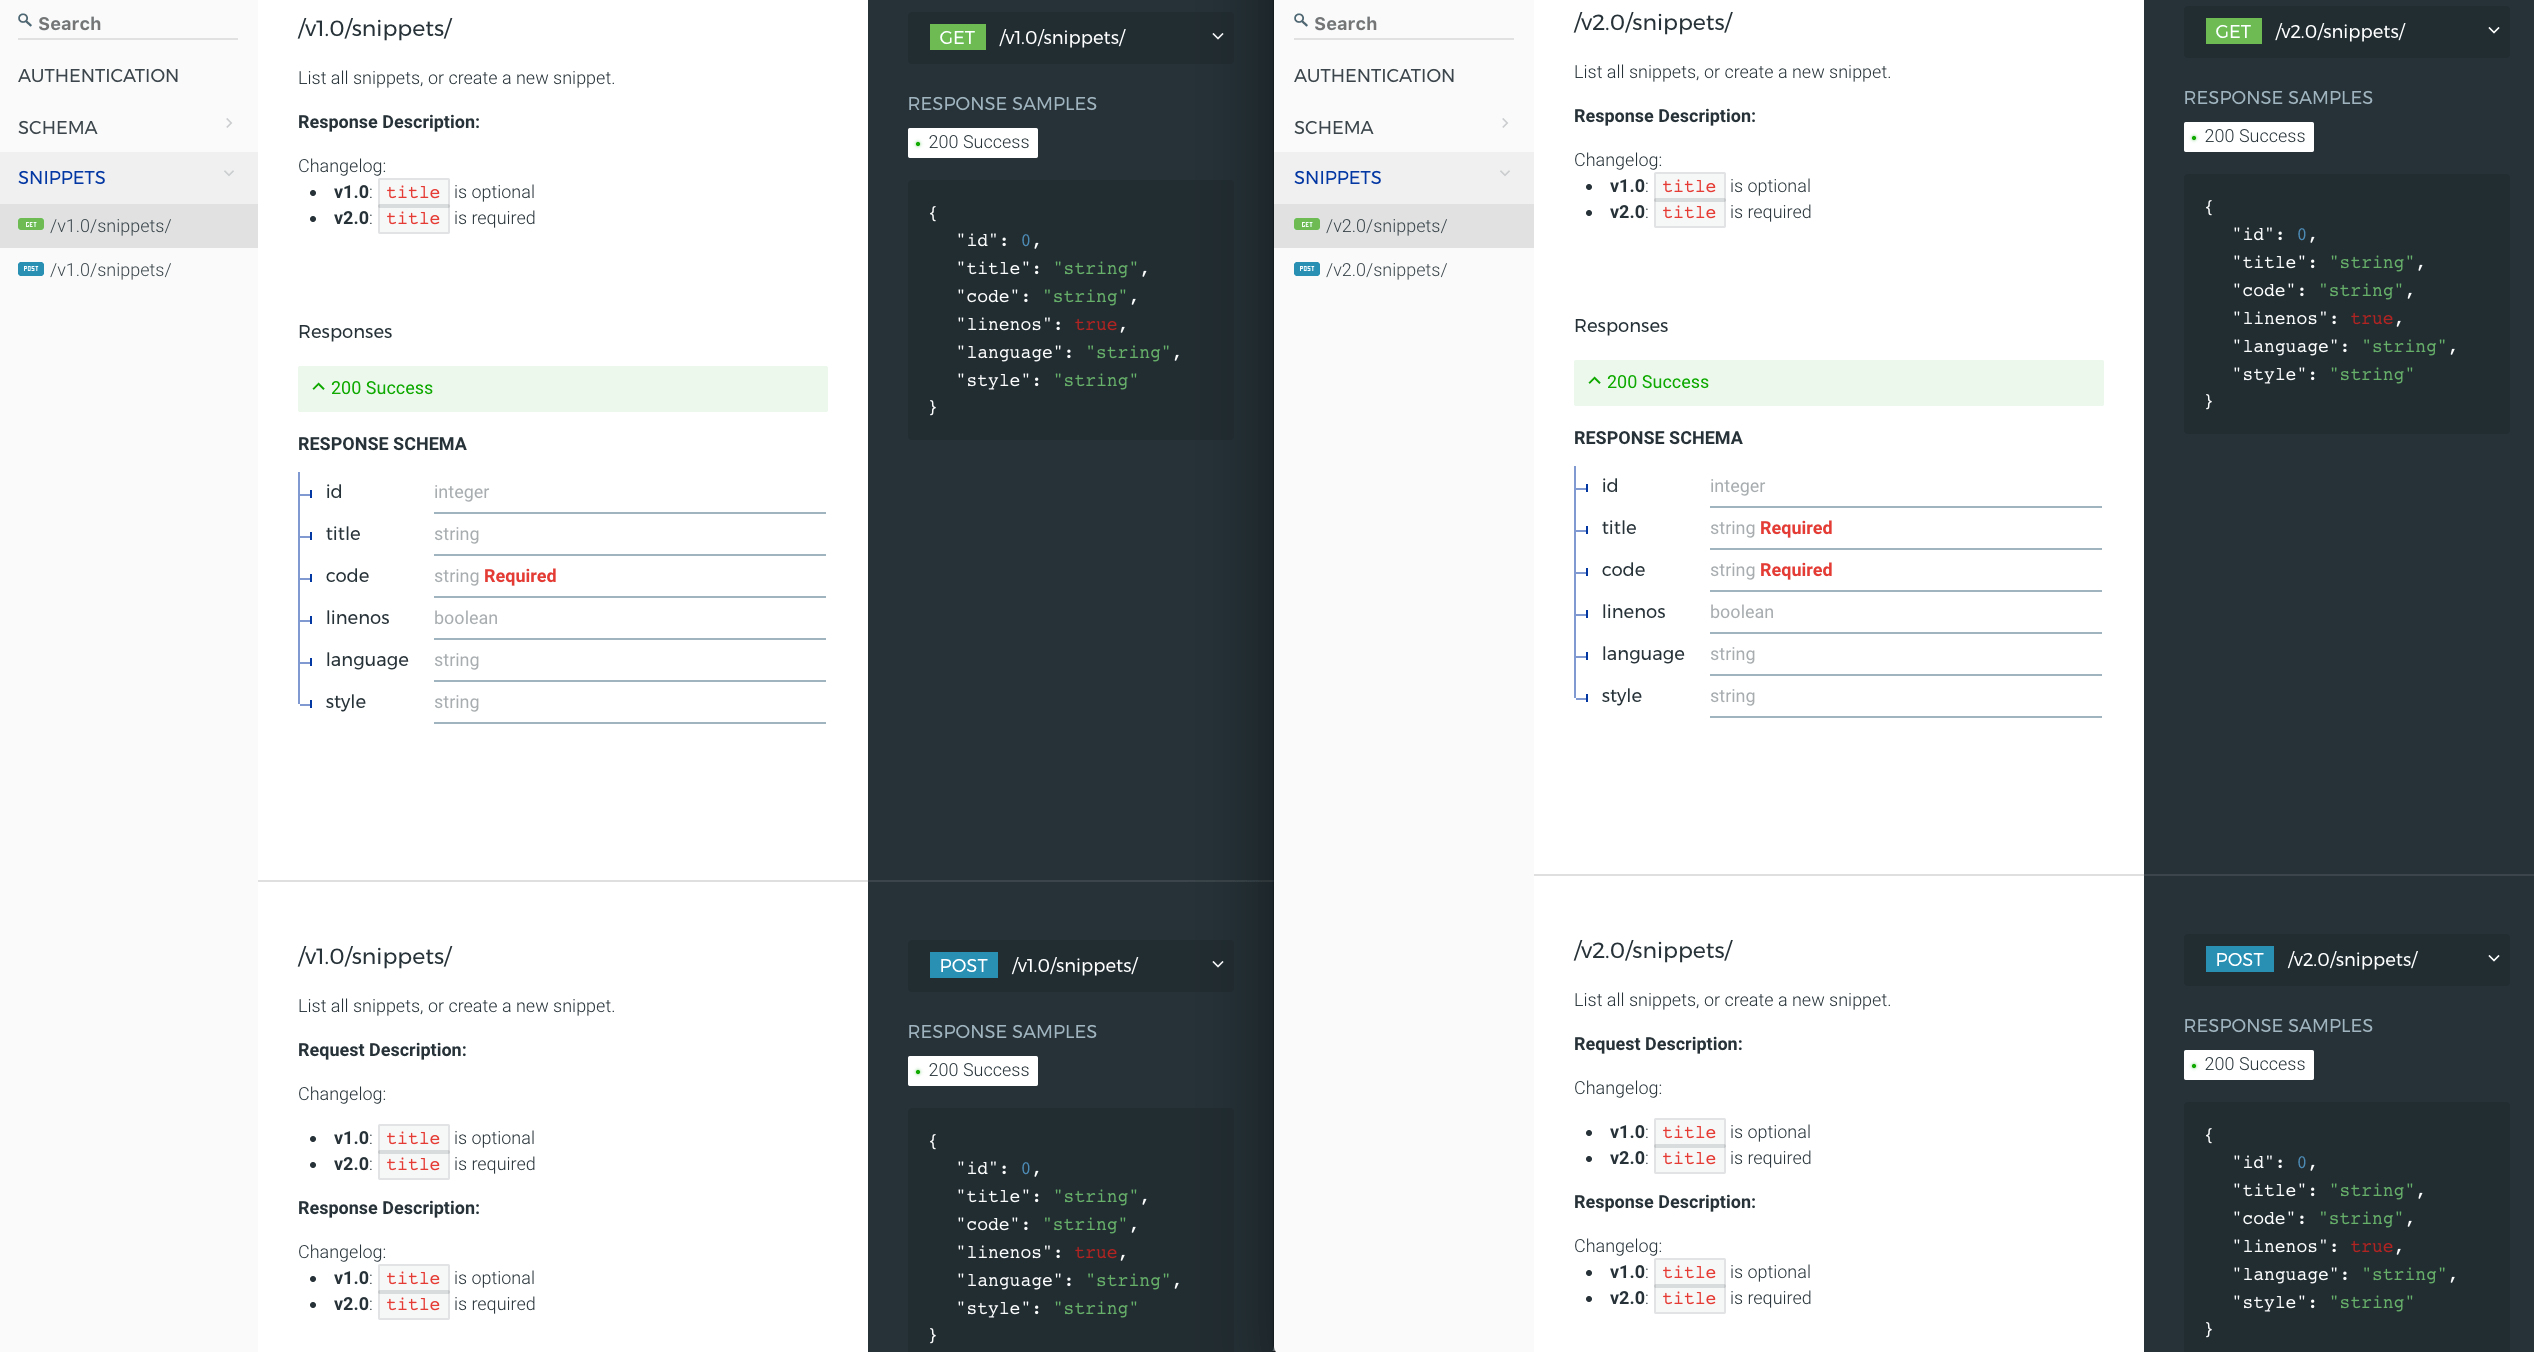 Search
AUTHENTICATION
SCHEMA
SNIPPETS
GET /v1.0/snippets/
POST /v1.0/snippets/
/v1.0/snippets/
List all snippets, or create a new snippet.
Response Description:
Changelog:
• v1.0: title is optional
• v2.0: title is required
Responses
200 Success
RESPONSE SCHEMA
id integer
title string
code string Required
linenos boolean
language string
style string
GET /v1.0/snippets/
RESPONSE SAMPLES
• 200 Success
{
"id": 0,
"title": "string",
"code": "string",
"linenos": true,
"language": "string",
"style": "string"
}
/v1.0/snippets/
List all snippets, or create a new snippet.
Request Description:
Changelog:
• v1.0: title is optional
• v2.0: title is required
Response Description:
Changelog:
• v1.0: title is optional
• v2.0: title is required
POST /v1.0/snippets/
RESPONSE SAMPLES
• 200 Success
{
"id": 0,
"title": "string",
"code": "string",
"linenos": true,
"language": "string",
"style": "string"
}
Search
AUTHENTICATION
SCHEMA
SNIPPETS
GET /v2.0/snippets/
POST /v2.0/snippets/
/v2.0/snippets/
List all snippets, or create a new snippet.
Response Description:
Changelog:
• v1.0: title is optional
• v2.0: title is required
Responses
200 Success
RESPONSE SCHEMA
id integer
title string Required
code string Required
linenos boolean
language string
style string
GET /v2.0/snippets/
RESPONSE SAMPLES
• 200 Success
{
"id": 0,
"title": "string",
"code": "string",
"linenos": true,
"language": "string",
"style": "string"
}
/v2.0/snippets/
List all snippets, or create a new snippet.
Request Description:
Changelog:
• v1.0: title is optional
• v2.0: title is required
Response Description:
Changelog:
• v1.0: title is optional
• v2.0: title is required
POST /v2.0/snippets/
RESPONSE SAMPLES
• 200 Success
{
"id": 0,
"title": "string",
"code": "string",
"linenos": true,
"language": "string",
"style": "string"
}